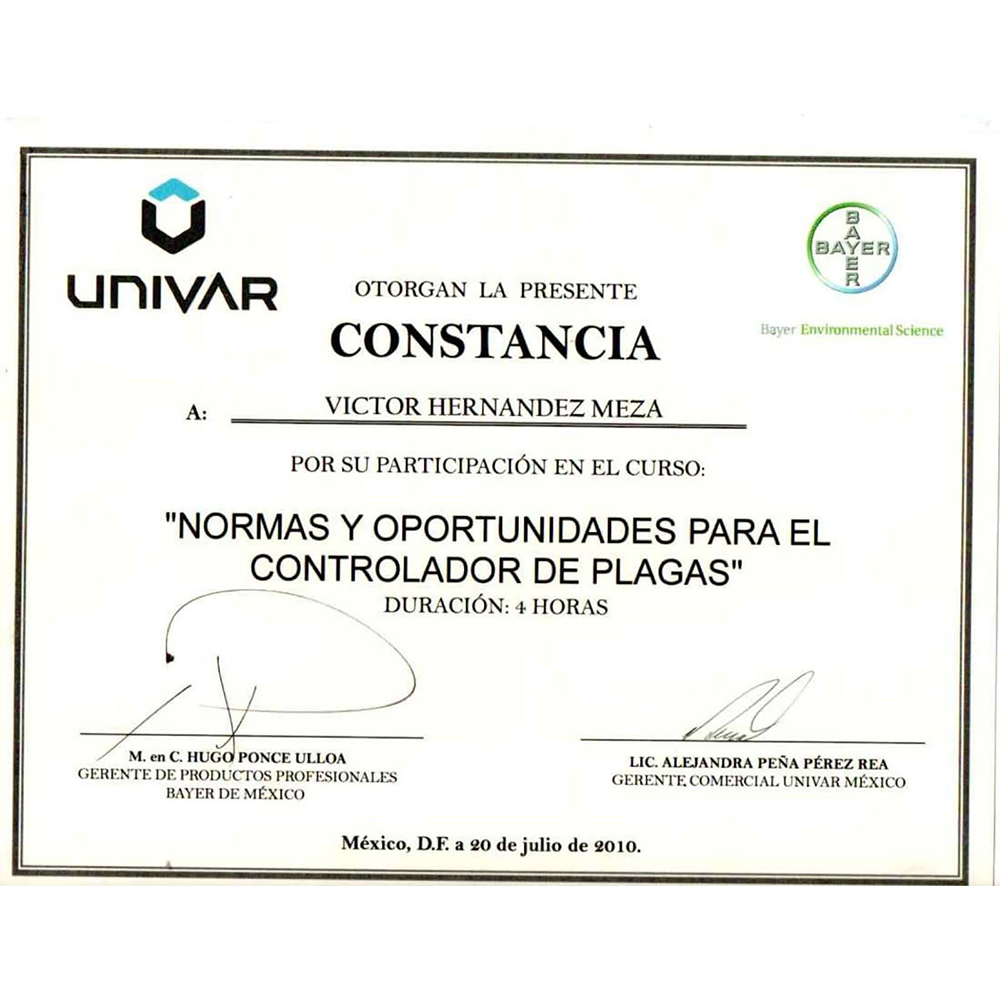 UNIVAR
BAYER
BAYER
Bayer Environmental Science
OTORGAN LA PRESENTE
CONSTANCIA
A: VICTOR HERNANDEZ MEZA
POR SU PARTICIPACIÓN EN EL CURSO:
"NORMAS Y OPORTUNIDADES PARA EL
CONTROLADOR DE PLAGAS"
DURACIÓN: 4 HORAS
M. en C. HUGO PONCE ULLOA
GERENTE DE PRODUCTOS PROFESIONALES
BAYER DE MÉXICO
LIC. ALEJANDRA PEÑA PÉREZ REA
GERENTE COMERCIAL UNIVAR MÉXICO
México, D.F. a 20 de julio de 2010.